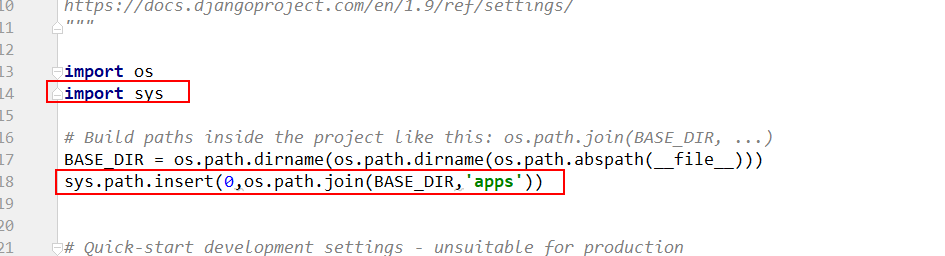 10 https://docs.djangoproject.com/en/1.9/ref/settings/
11 """
12
13 import os
14 import sys
15
16 # Build paths inside the project like this: os.path.join(BASE_DIR, ...)
17 BASE_DIR = os.path.dirname(os.path.dirname(os.path.abspath(__file__)))
18 sys.path.insert(0,os.path.join(BASE_DIR,'apps'))
19
20
21 # Quick-start development settings - unsuitable for production